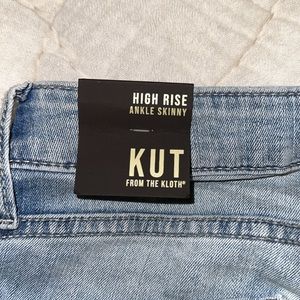 HIGH RISE
ANKLE SKINNY
KUT
FROM THE KLOTH®